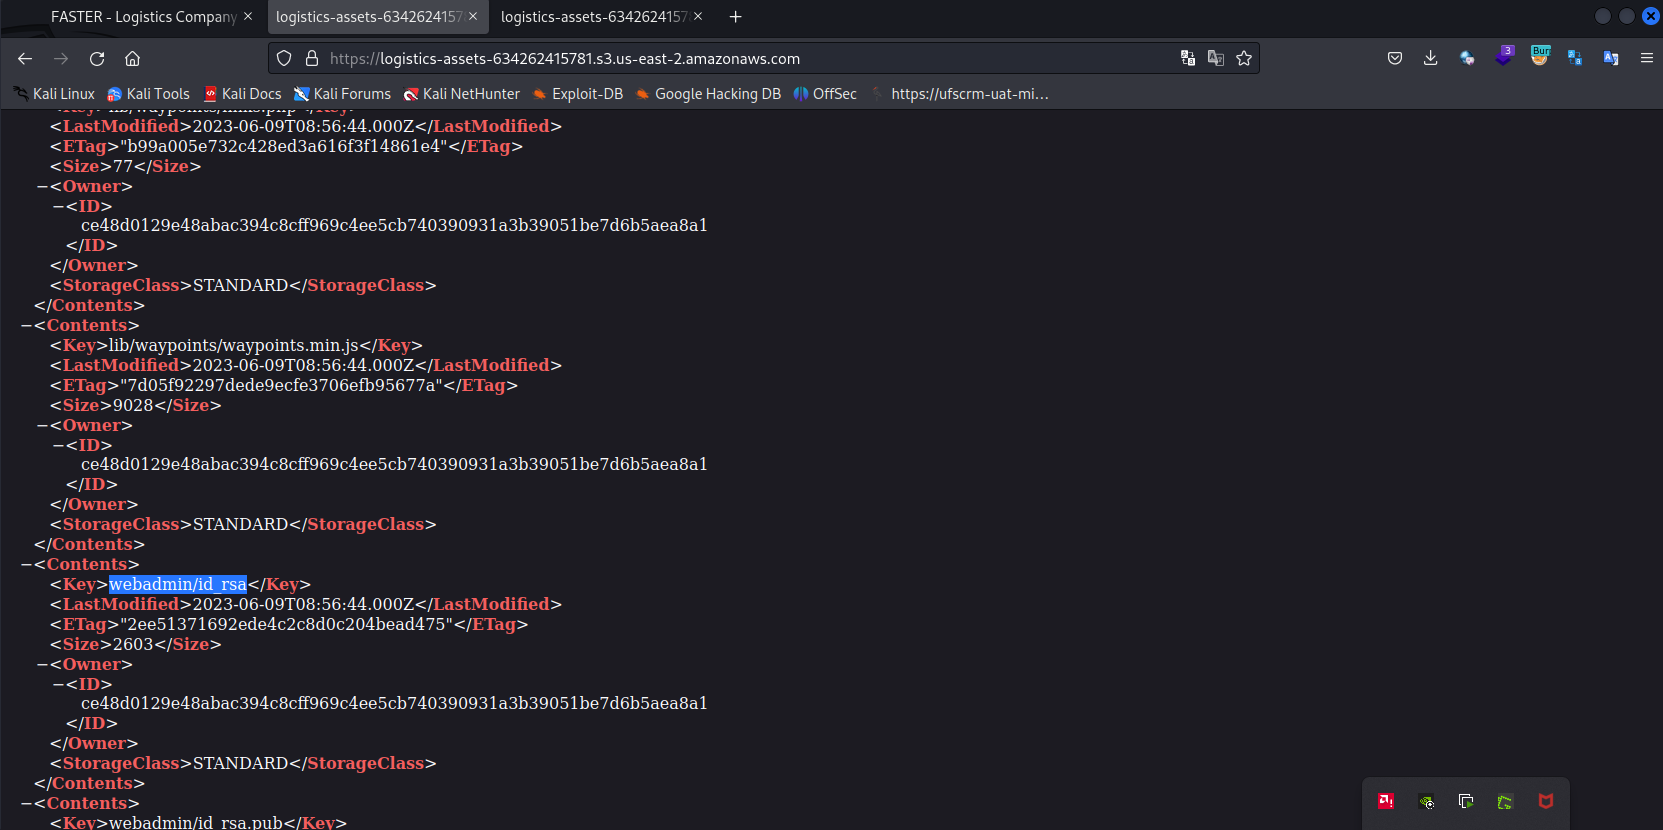 FASTER - Logistics Company
logistics-assets-6342624157
logistics-assets-6342624157
https://logistics-assets-634262415781.s3.us-east-2.amazonaws.com
3
Kali Linux
Kali Tools
Kali Docs
Kali Forums
Kali NetHunter
Exploit-DB
Google Hacking DB
OffSec
https://ufscrm-uat-mi...
<LastModified>2023-06-09T08:56:44.000Z</LastModified>
<ETag>"b99a005e732c428ed3a616f3f14861e4"</ETag>
<Size>77</Size>
−<Owner>
−<ID>
ce48d0129e48abac394c8cff969c4ee5cb740390931a3b39051be7d6b5aea8a1
</ID>
</Owner>
<StorageClass>STANDARD</StorageClass>
</Contents>
−<Contents>
<Key>lib/waypoints/waypoints.min.js</Key>
<LastModified>2023-06-09T08:56:44.000Z</LastModified>
<ETag>"7d05f92297dede9ecfe3706efb95677a"</ETag>
<Size>9028</Size>
−<Owner>
−<ID>
ce48d0129e48abac394c8cff969c4ee5cb740390931a3b39051be7d6b5aea8a1
</ID>
</Owner>
<StorageClass>STANDARD</StorageClass>
</Contents>
−<Contents>
<Key>webadmin/id_rsa</Key>
<LastModified>2023-06-09T08:56:44.000Z</LastModified>
<ETag>"2ee51371692ede4c2c8d0c204bead475"</ETag>
<Size>2603</Size>
−<Owner>
−<ID>
ce48d0129e48abac394c8cff969c4ee5cb740390931a3b39051be7d6b5aea8a1
</ID>
</Owner>
<StorageClass>STANDARD</StorageClass>
</Contents>
−<Contents>
<Key>webadmin/id_rsa.pub</Key>